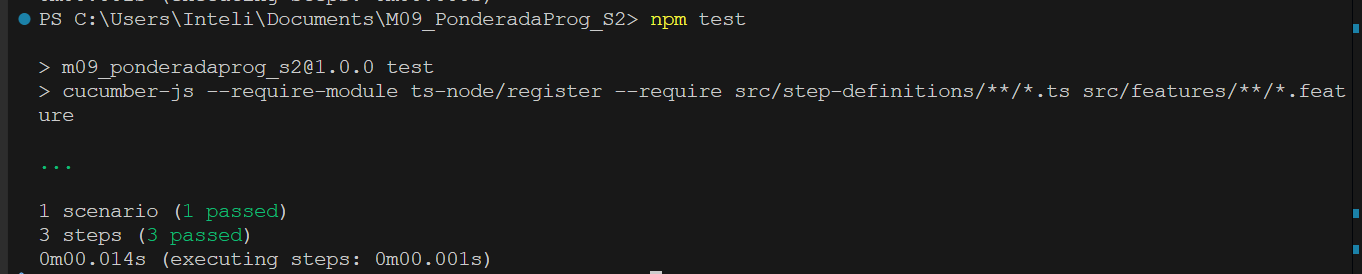 PS C:\Users\Inteli\Documents\M09_PonderadaProg_S2> npm test
> m09_ponderadaprog_s2@1.0.0 test
> cucumber-js --require-module ts-node/register --require src/step-definitions/**/*.ts src/features/**/*.feat
ure
...
1 scenario (1 passed)
3 steps (3 passed)
0m00.014s (executing steps: 0m00.001s)